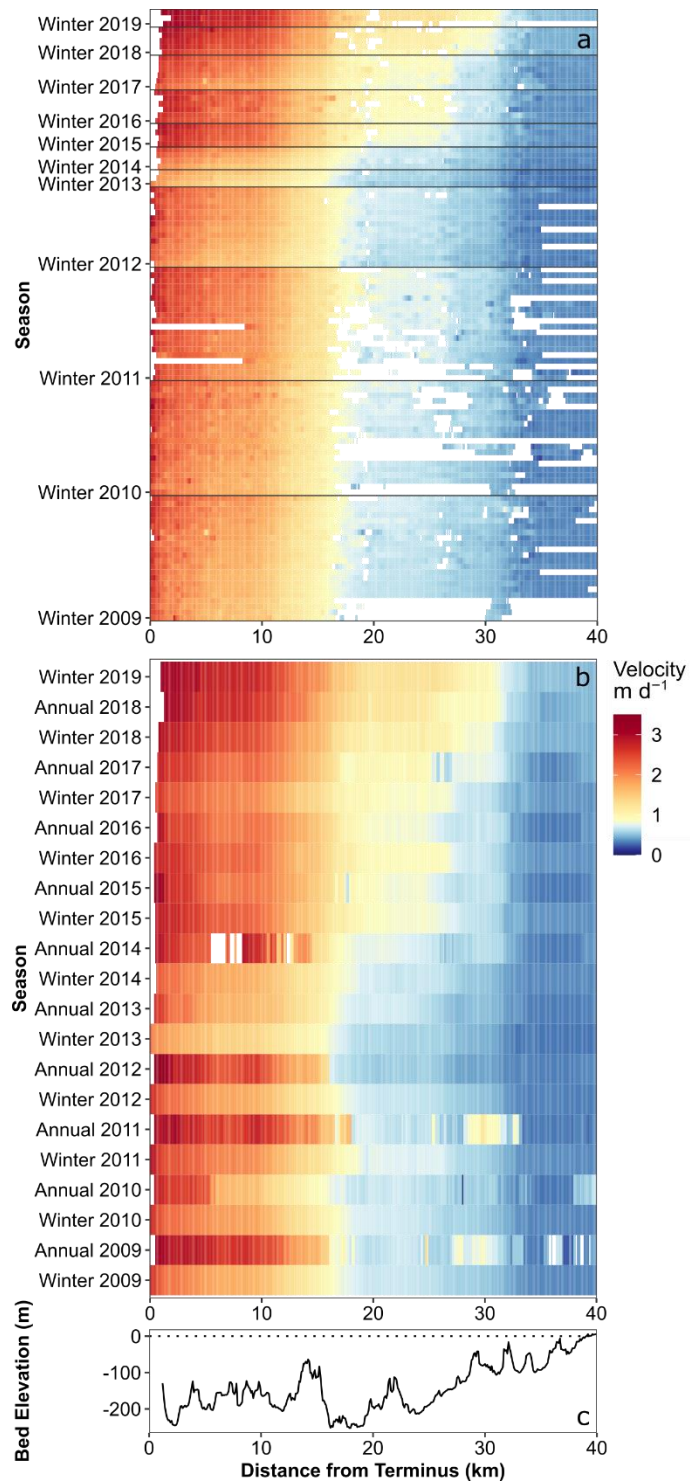 a
Winter 2019
Winter 2018
Winter 2017
Winter 2016
Winter 2015
Winter 2014
Winter 2013
Winter 2012
Winter 2011
Winter 2010
Winter 2009
Season
0 10 20 30 40
b
Winter 2019
Annual 2018
Winter 2018
Annual 2017
Winter 2017
Annual 2016
Winter 2016
Annual 2015
Winter 2015
Annual 2014
Winter 2014
Annual 2013
Winter 2013
Annual 2012
Winter 2012
Annual 2011
Winter 2011
Annual 2010
Winter 2010
Annual 2009
Winter 2009
Season
0 10 20 30 40
Velocity
m d⁻¹
3
2
1
0
Bed Elevation (m)
0
-100
-200
c
0 10 20 30 40
Distance from Terminus (km)